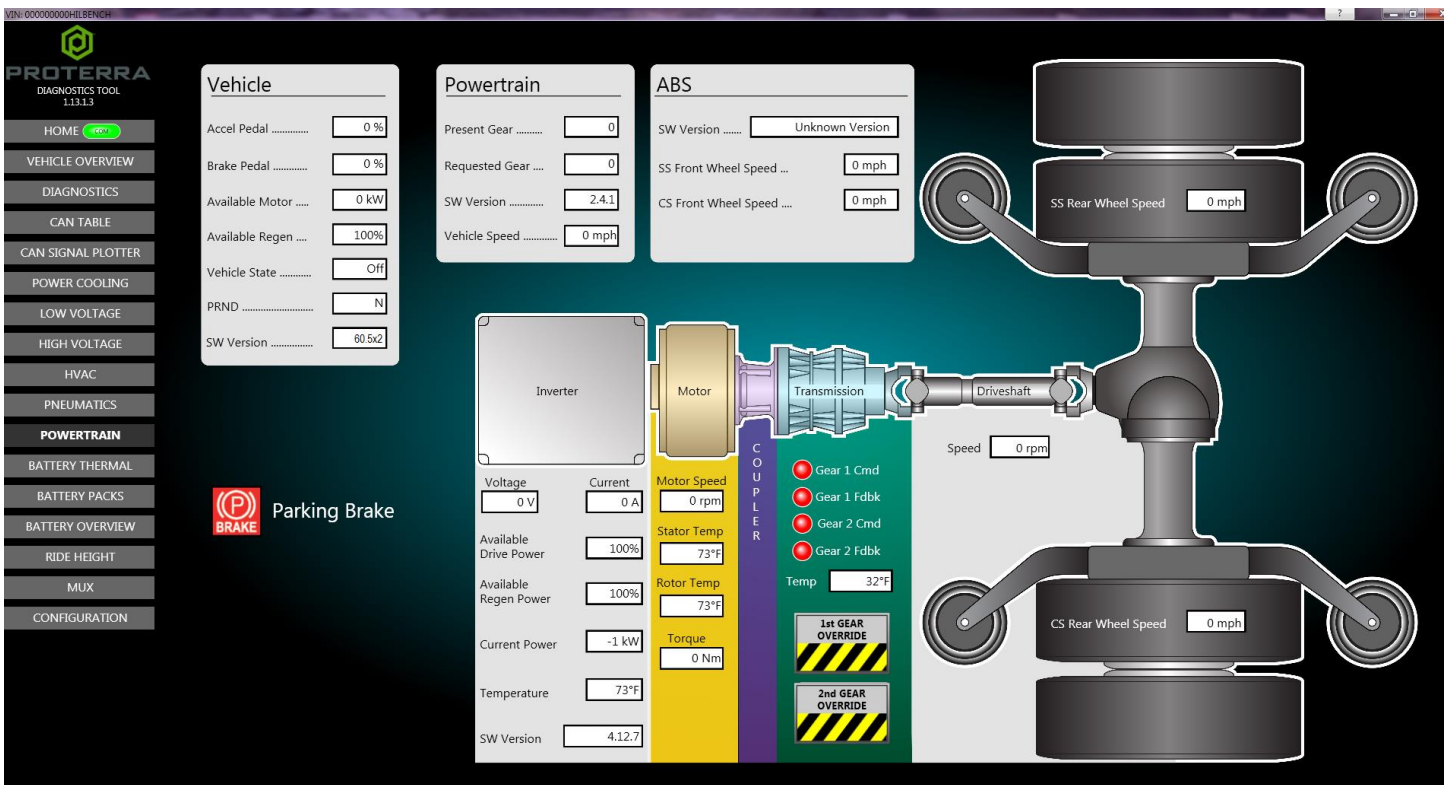 VIN: 000000000HILBENCH
?
PROTERRA
DIAGNOSTICS TOOL
1.13.1.3
HOME COM
VEHICLE OVERVIEW
DIAGNOSTICS
CAN TABLE
CAN SIGNAL PLOTTER
POWER COOLING
LOW VOLTAGE
HIGH VOLTAGE
HVAC
PNEUMATICS
POWERTRAIN
BATTERY THERMAL
BATTERY PACKS
BATTERY OVERVIEW
RIDE HEIGHT
MUX
CONFIGURATION
Vehicle
Accel Pedal ............. 0 %
Brake Pedal ............ 0 %
Available Motor ..... 0 kW
Available Regen .... 100%
Vehicle State ............ Off
PRND ........................... N
SW Version ................ 60.5x2
Powertrain
Present Gear .......... 0
Requested Gear .... 0
SW Version ............. 2.4.1
Vehicle Speed ............. 0 mph
ABS
SW Version ....... Unknown Version
SS Front Wheel Speed ... 0 mph
CS Front Wheel Speed .... 0 mph
SS Rear Wheel Speed 0 mph
Inverter
Motor
Transmission
Driveshaft
Speed 0 rpm
COUPLER
Voltage Current
0 V 0 A
Available
Drive Power 100%
Available
Regen Power 100%
Current Power -1 kW
Temperature 73°F
SW Version 4.12.7
Motor Speed
0 rpm
Stator Temp
73°F
Rotor Temp
73°F
Torque
0 Nm
Gear 1 Cmd
Gear 1 Fdbk
Gear 2 Cmd
Gear 2 Fdbk
Temp 32°F
1st GEAR
OVERRIDE
2nd GEAR
OVERRIDE
CS Rear Wheel Speed 0 mph
(P)
BRAKE
Parking Brake